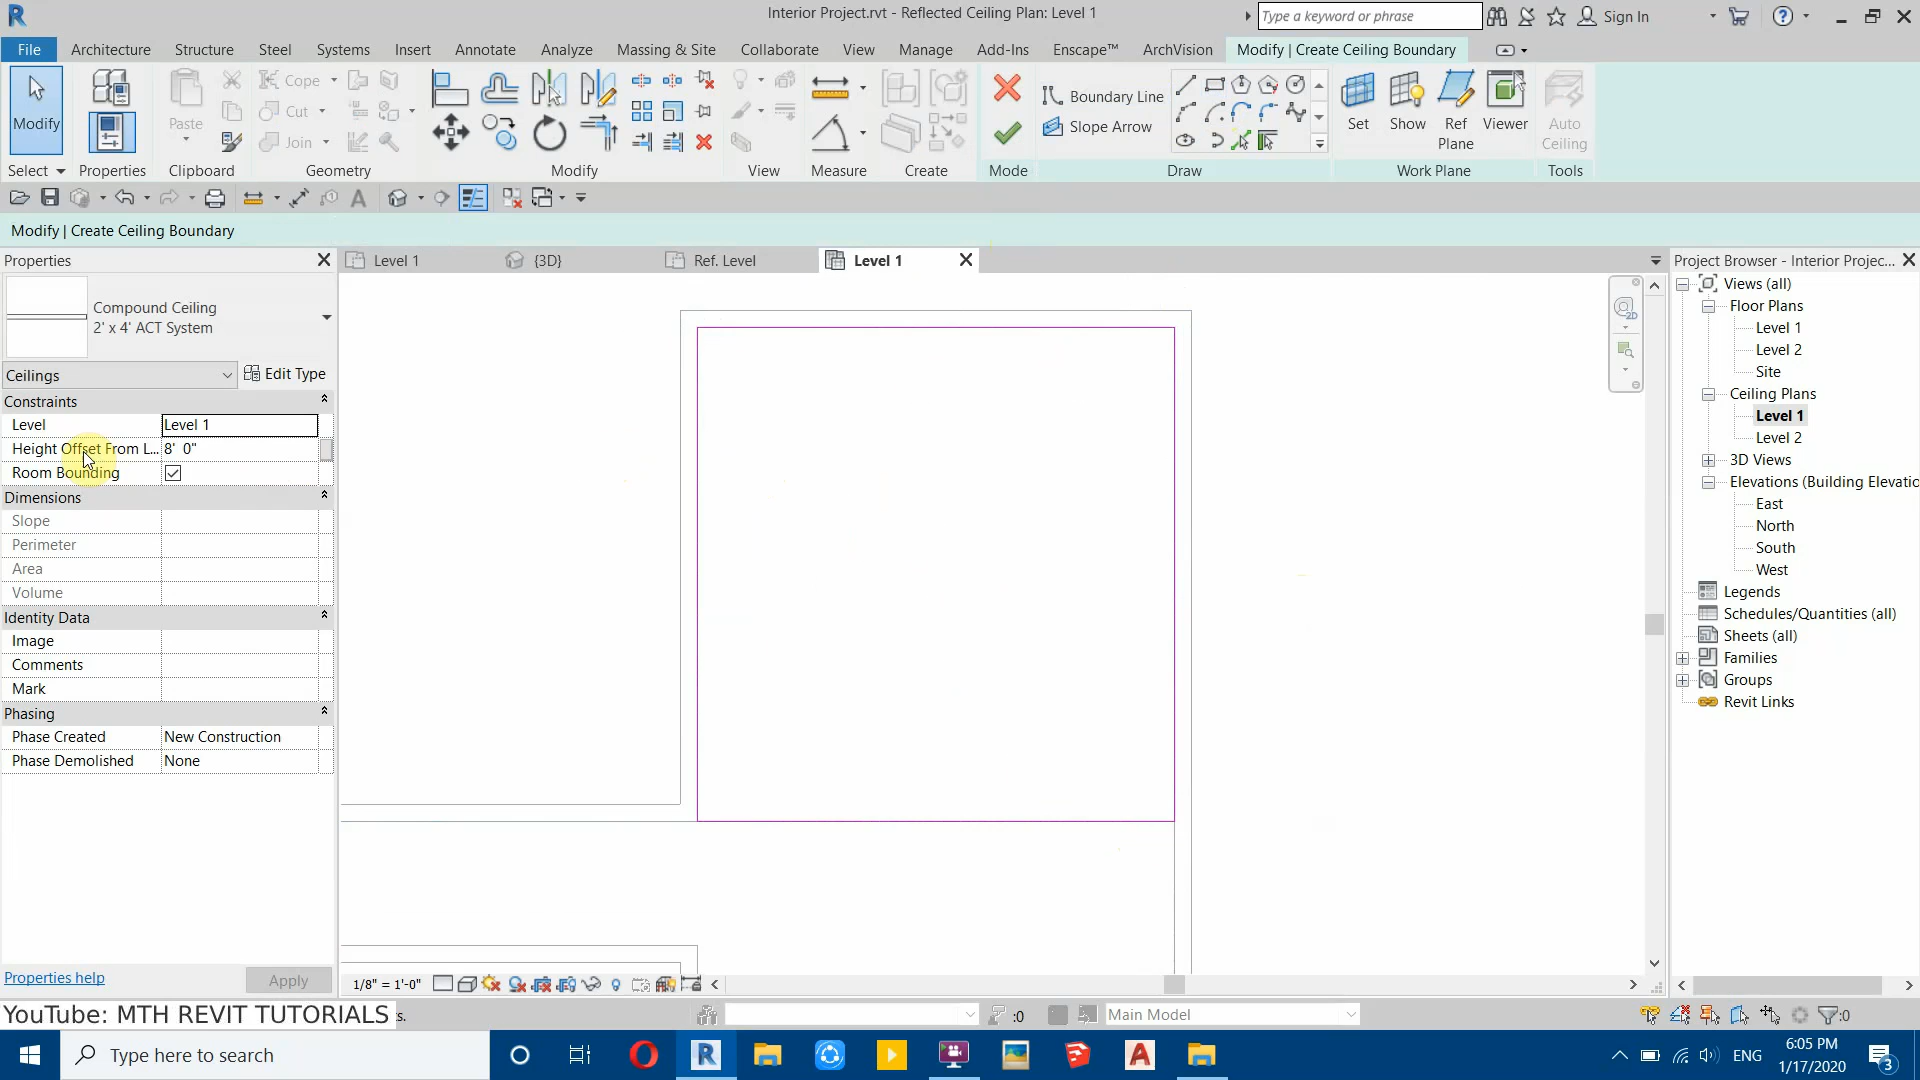 Interior Project.rvt - Reflected Ceiling Plan: Level 1
Type a keyword or phrase
Sign In
File
Architecture
Structure
Steel
Systems
Insert
Annotate
Analyze
Massing & Site
Collaborate
View
Manage
Add-Ins
Enscape™
ArchVision
Modify | Create Ceiling Boundary
Modify
Paste
Cope
Cut
Join
Boundary Line
Slope Arrow
Set
Show
Ref
Plane
Viewer
Auto
Ceiling
Select
Properties
Clipboard
Geometry
Modify
View
Measure
Create
Mode
Draw
Work Plane
Tools
Modify | Create Ceiling Boundary
Properties
Level 1
{3D}
Ref. Level
Level 1
Project Browser - Interior Projec...
Compound Ceiling
2' x 4' ACT System
Ceilings
Edit Type
Constraints
Level
Level 1
Height Offset From L...
8' 0"
Room Bounding
Dimensions
Slope
Perimeter
Area
Volume
Identity Data
Image
Comments
Mark
Phasing
Phase Created
New Construction
Phase Demolished
None
Properties help
Apply
Views (all)
Floor Plans
Level 1
Level 2
Site
Ceiling Plans
Level 1
Level 2
3D Views
Elevations (Building Elevatio
East
North
South
West
Legends
Schedules/Quantities (all)
Sheets (all)
Families
Groups
Revit Links
2D
1/8" = 1'-0"
YouTube: MTH REVIT TUTORIALS
:0
Main Model
:0
Type here to search
ENG
6:05 PM
1/17/2020
3